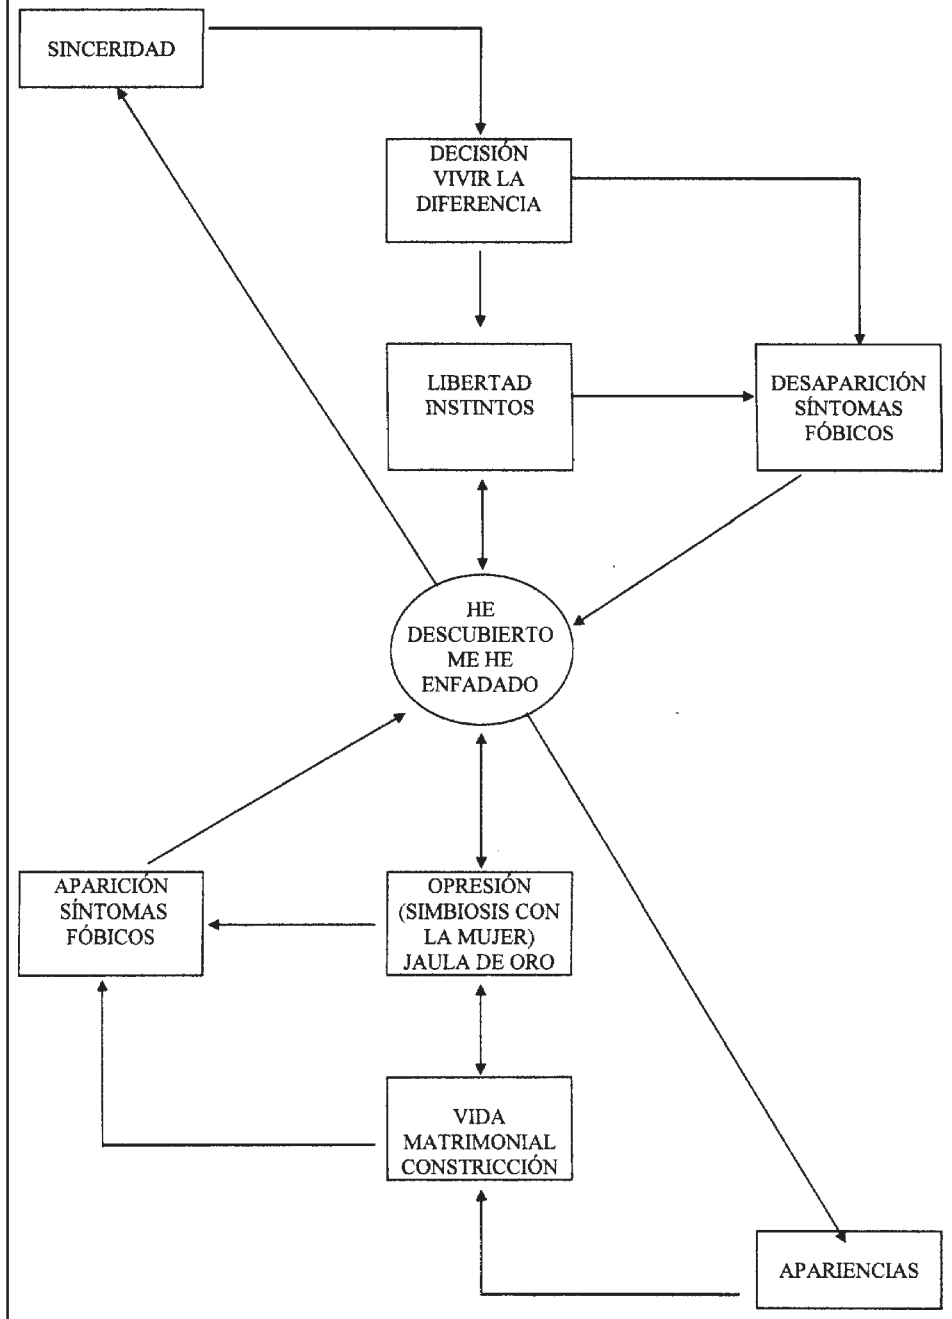 SINCERIDAD
DECISIÓN
VIVIR LA
DIFERENCIA
LIBERTAD
INSTINTOS
DESAPARICIÓN
SÍNTOMAS
FÓBICOS
HE
DESCUBIERTO
ME HE
ENFADADO
APARICIÓN
SÍNTOMAS
FÓBICOS
OPRESIÓN
(SIMBIOSIS CON
LA MUJER)
JAULA DE ORO
VIDA
MATRIMONIAL
CONSTRICCIÓN
APARIENCIAS